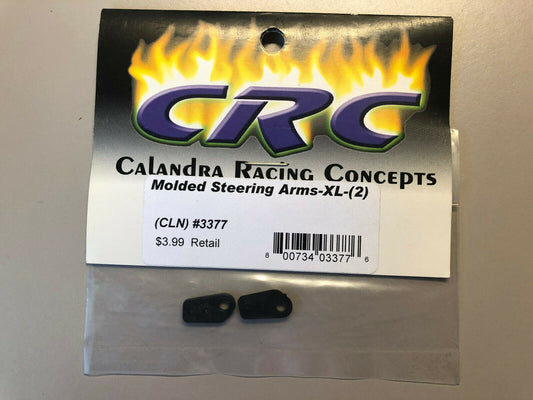 CRC
CALANDRA RACING CONCEPTS
Molded Steering Arms-XL-(2)
(CLN) #3377
$3.99 Retail
8 00734 03377 6